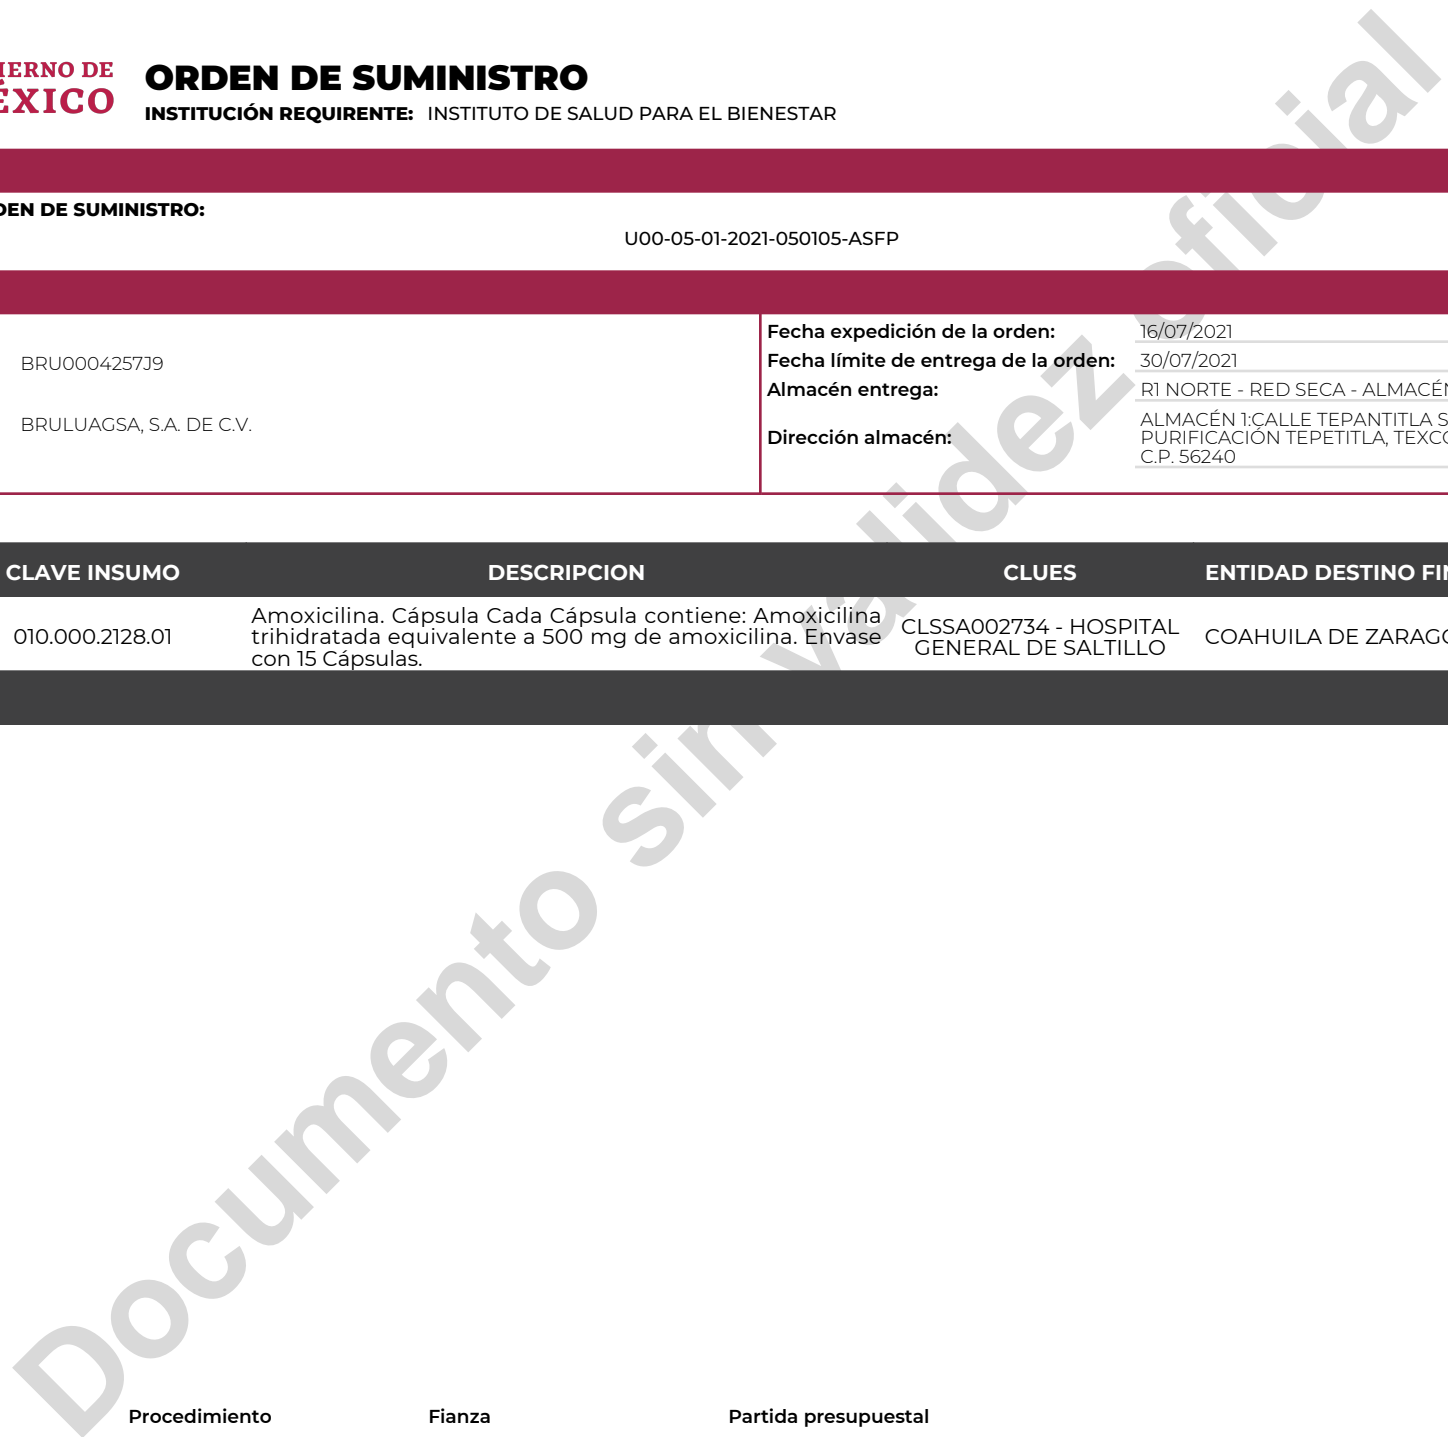 IERNO DE
ÉXICO
ORDEN DE SUMINISTRO
INSTITUCIÓN REQUIRENTE: INSTITUTO DE SALUD PARA EL BIENESTAR
DEN DE SUMINISTRO:
U00-05-01-2021-050105-ASFP
BRU0004257J9
BRULUAGSA, S.A. DE C.V.
Fecha expedición de la orden: 16/07/2021
Fecha límite de entrega de la orden: 30/07/2021
Almacén entrega: R1 NORTE - RED SECA - ALMACÉN
Dirección almacén: ALMACÉN 1:CALLE TEPANTITLA S
PURIFICACIÓN TEPETITLA, TEXCO
C.P. 56240
CLAVE INSUMO DESCRIPCION CLUES ENTIDAD DESTINO FIN
010.000.2128.01
Amoxicilina. Cápsula Cada Cápsula contiene: Amoxicilina
trihidratada equivalente a 500 mg de amoxicilina. Envase
con 15 Cápsulas.
CLSSA002734 - HOSPITAL
GENERAL DE SALTILLO
COAHUILA DE ZARAGO
Documento sin validez oficial
Procedimiento Fianza Partida presupuestal